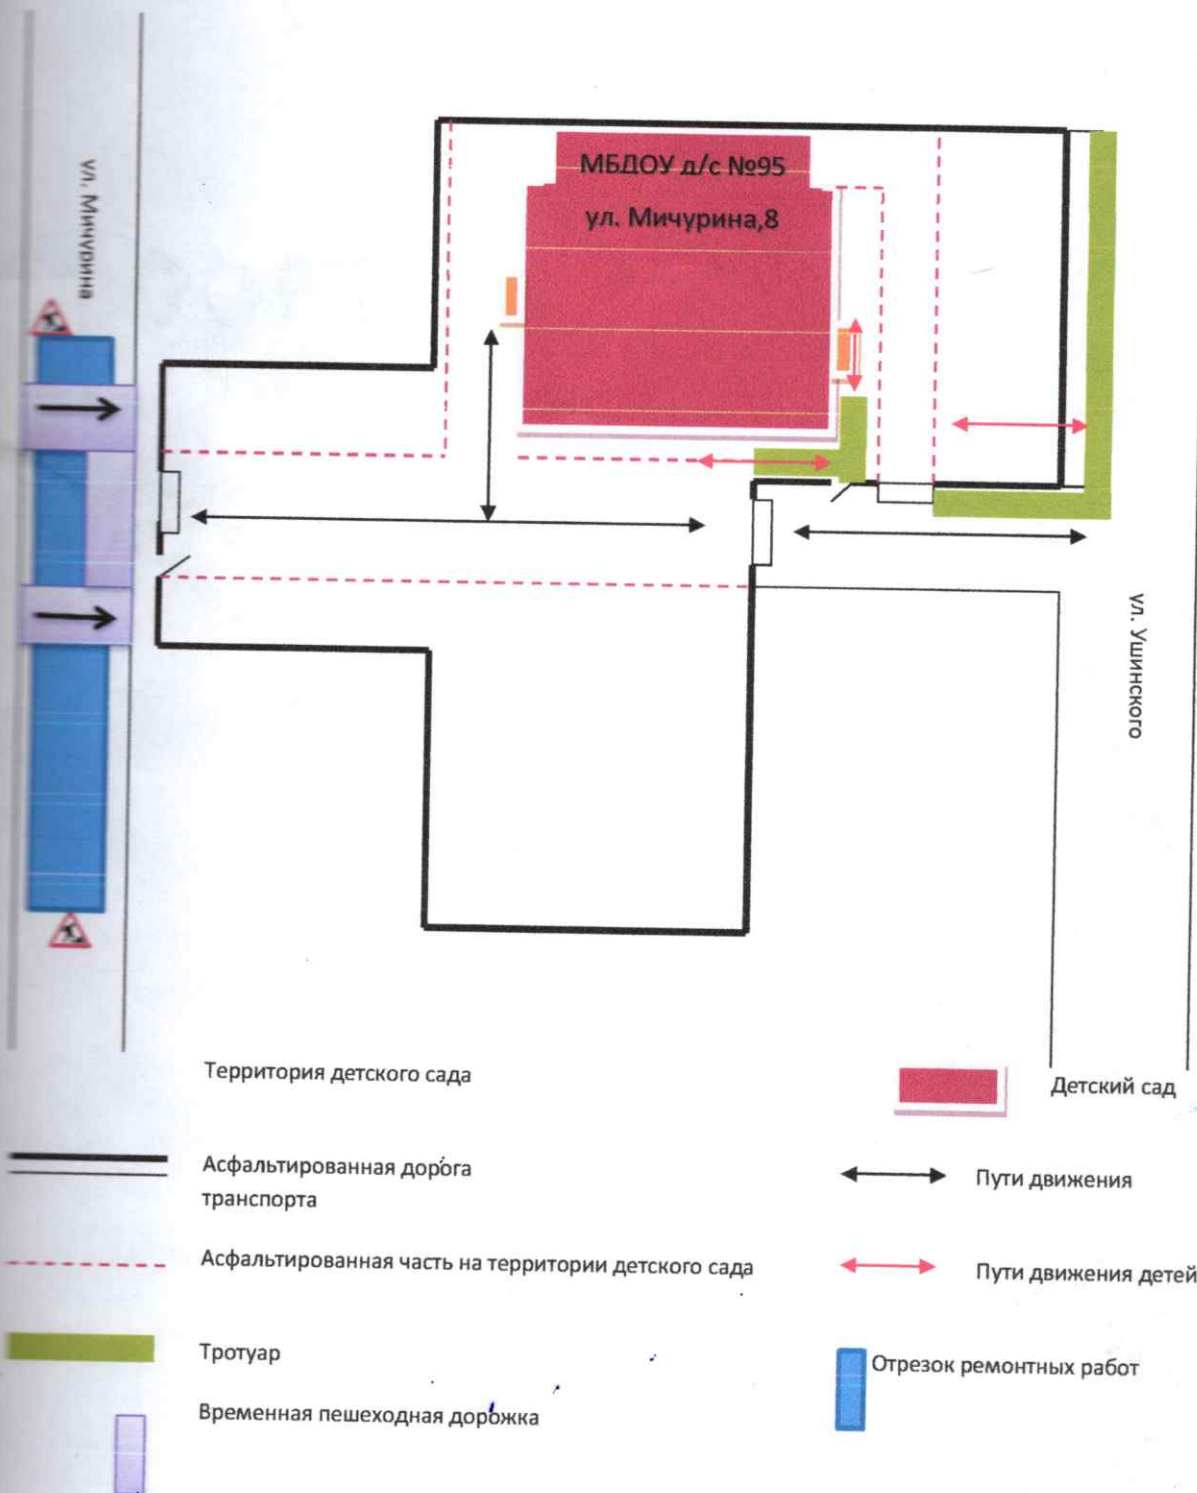 МБДОУ д/с №95
ул. Мичурина,8
ул. Мичурина
ул. Ушинского
Территория детского сада
Детский сад
Асфальтированная дорога
транспорта
Пути движения
Асфальтированная часть на территории детского сада
Пути движения детей
Тротуар
Отрезок ремонтных работ
Временная пешеходная дорожка